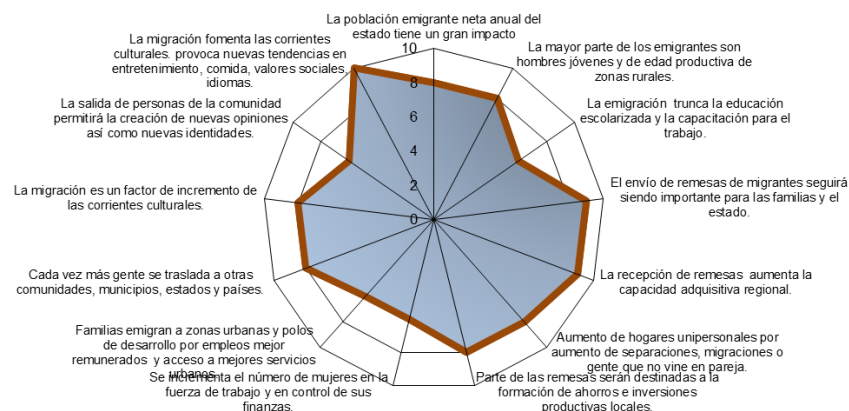 La población emigrante neta anual del
estado tiene un gran impacto
La mayor parte de los emigrantes son
hombres jóvenes y de edad productiva de
zonas rurales.
La emigración trunca la educación
escolarizada y la capacitación para el
trabajo.
El envío de remesas de migrantes seguirá
siendo importante para las familias y el
estado.
La recepción de remesas aumenta la
capacidad adquisitiva regional.
Aumento de hogares unipersonales por
aumento de separaciones, migraciones o
gente que no vine en pareja.
Parte de las remesas serán destinadas a la
formación de ahorros e inversiones
productivas locales.
Se incrementa el número de mujeres en la
fuerza de trabajo y en control de sus
finanzas.
Familias emigran a zonas urbanas y polos
de desarrollo por empleos mejor
remunerados y acceso a mejores servicios
urbanos.
Cada vez más gente se traslada a otras
comunidades, municipios, estados y países.
La migración es un factor de incremento de
las corrientes culturales.
La salida de personas de la comunidad
permitirá la creación de nuevas opiniones
así como nuevas identidades.
La migración fomenta las corrientes
culturales. provoca nuevas tendencias en
entretenimiento, comida, valores sociales,
idiomas.
10
8
6
4
2
0